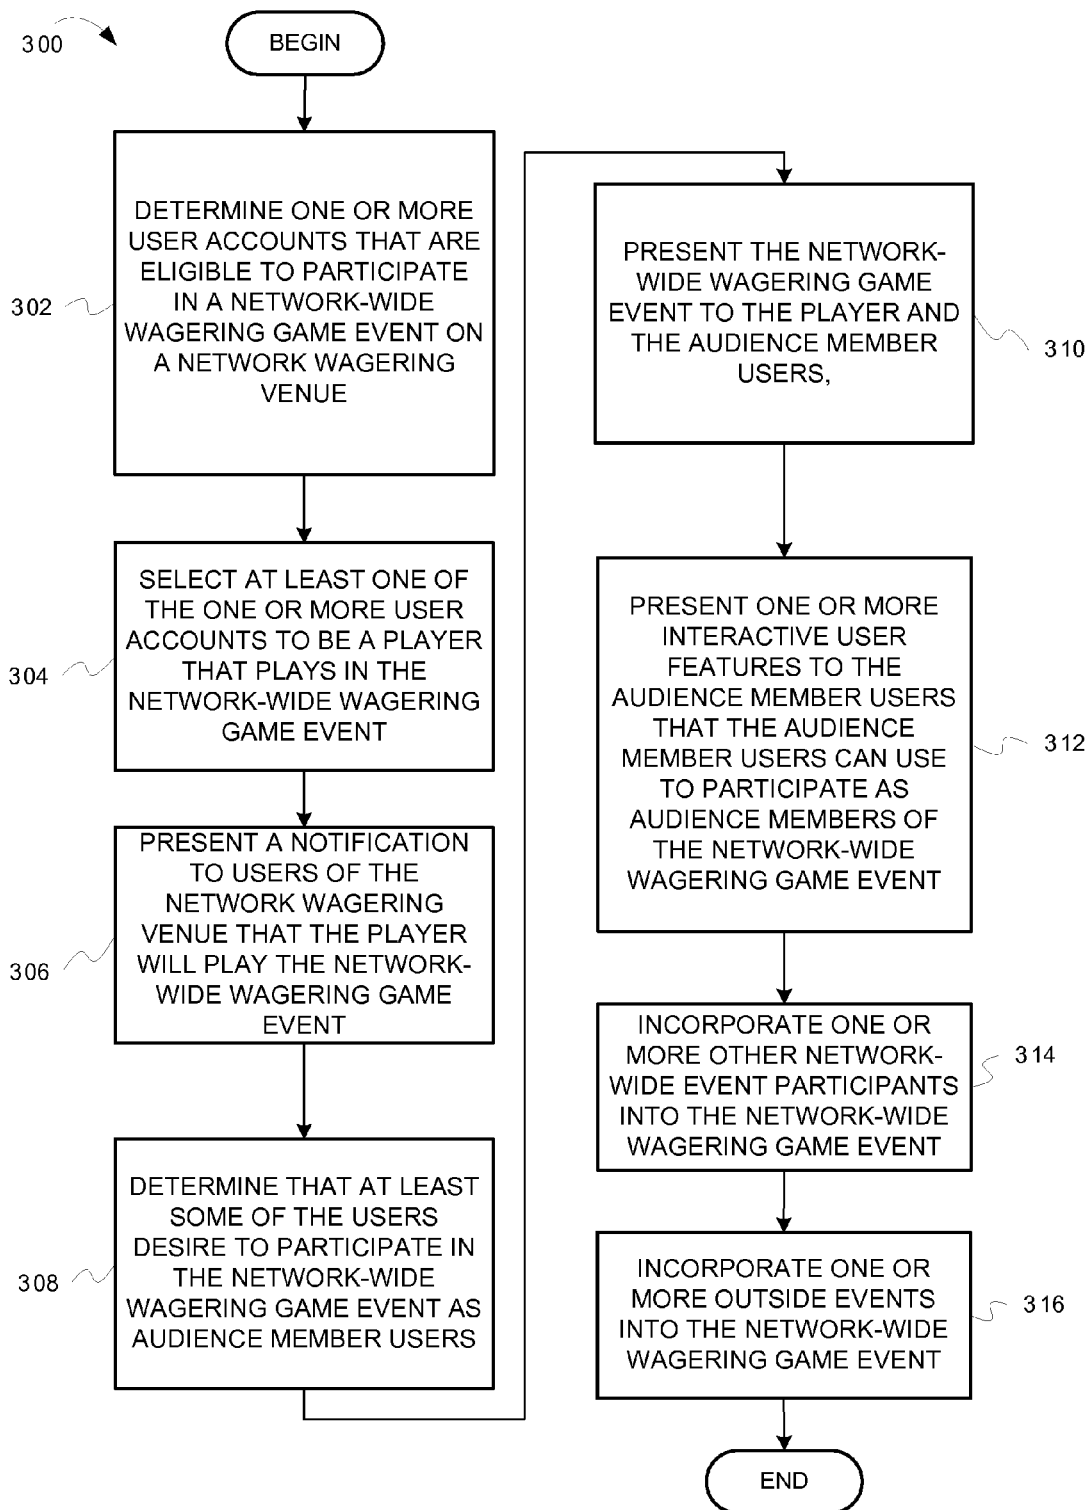 300
BEGIN
302
DETERMINE ONE OR MORE
USER ACCOUNTS THAT ARE
ELIGIBLE TO PARTICIPATE
IN A NETWORK-WIDE
WAGERING GAME EVENT ON
A NETWORK WAGERING
VENUE
304
SELECT AT LEAST ONE OF
THE ONE OR MORE USER
ACCOUNTS TO BE A PLAYER
THAT PLAYS IN THE
NETWORK-WIDE WAGERING
GAME EVENT
306
PRESENT A NOTIFICATION
TO USERS OF THE
NETWORK WAGERING
VENUE THAT THE PLAYER
WILL PLAY THE NETWORK-
WIDE WAGERING GAME
EVENT
308
DETERMINE THAT AT LEAST
SOME OF THE USERS
DESIRE TO PARTICIPATE IN
THE NETWORK-WIDE
WAGERING GAME EVENT AS
AUDIENCE MEMBER USERS
PRESENT THE NETWORK-
WIDE WAGERING GAME
EVENT TO THE PLAYER AND
THE AUDIENCE MEMBER
USERS,
310
PRESENT ONE OR MORE
INTERACTIVE USER
FEATURES TO THE
AUDIENCE MEMBER USERS
THAT THE AUDIENCE
MEMBER USERS CAN USE
TO PARTICIPATE AS
AUDIENCE MEMBERS OF
THE NETWORK-WIDE
WAGERING GAME EVENT
312
INCORPORATE ONE OR
MORE OTHER NETWORK-
WIDE EVENT PARTICIPANTS
INTO THE NETWORK-WIDE
WAGERING GAME EVENT
314
INCORPORATE ONE OR
MORE OUTSIDE EVENTS
INTO THE NETWORK-WIDE
WAGERING GAME EVENT
316
END